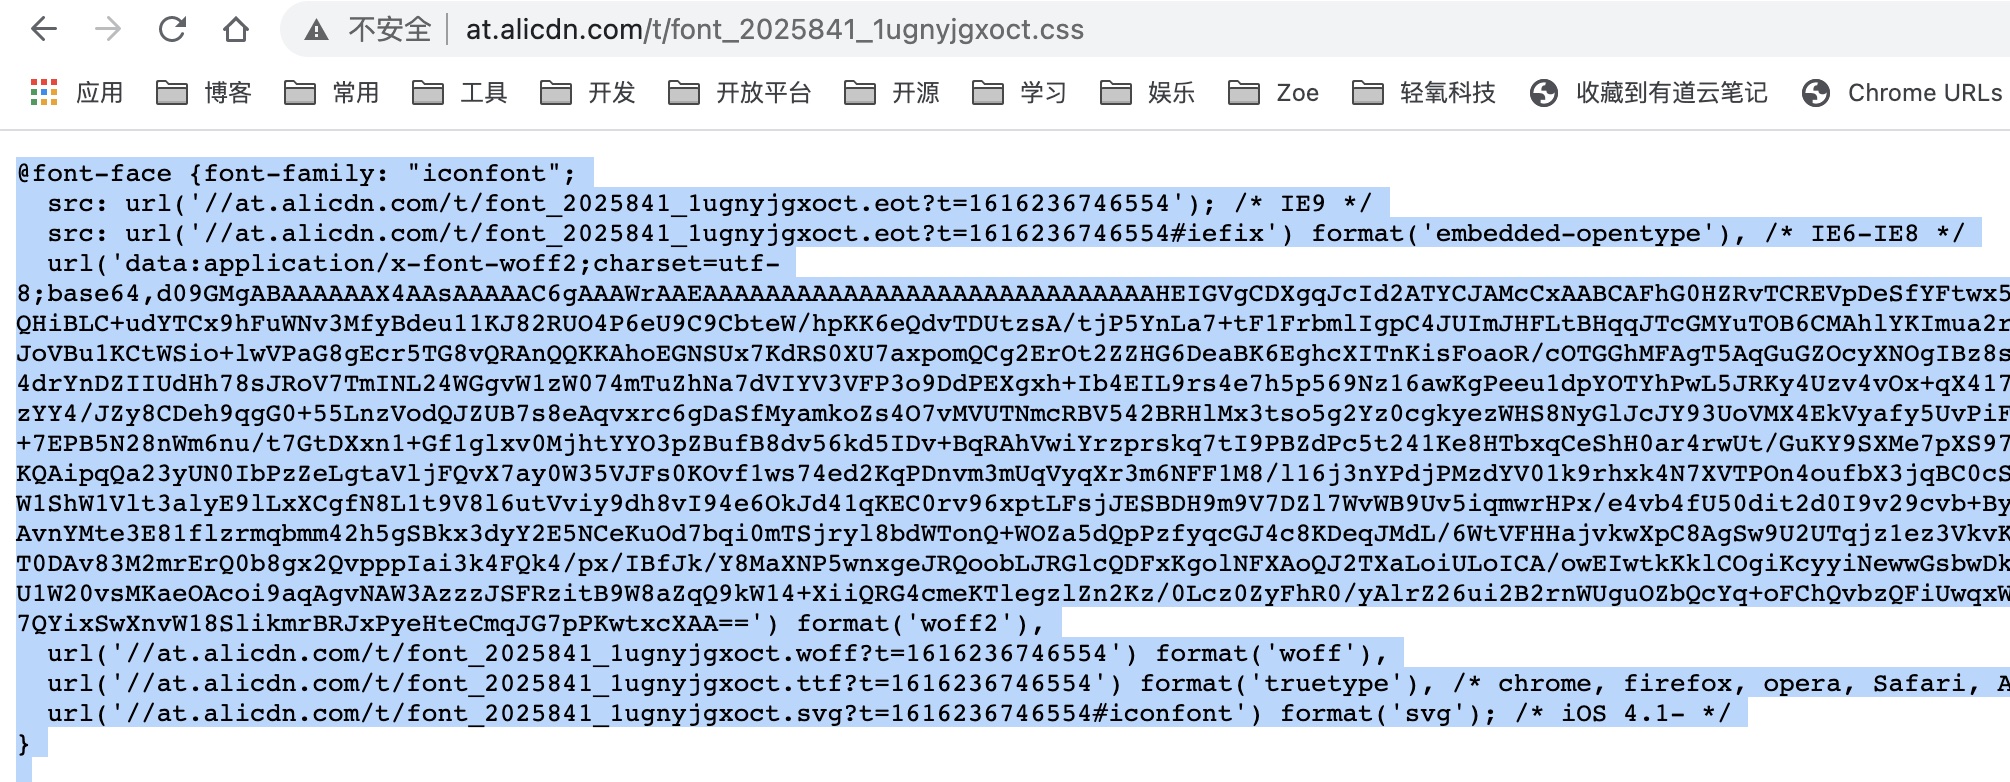 不安全 at.alicdn.com/t/font_2025841_1ugnyjgxoct.css
应用 博客 常用 工具 开发 开放平台 开源 学习 娱乐 Zoe 轻氧科技 收藏到有道云笔记 Chrome URLs
@font-face {font-family: "iconfont";
  src: url('//at.alicdn.com/t/font_2025841_1ugnyjgxoct.eot?t=1616236746554'); /* IE9 */
  src: url('//at.alicdn.com/t/font_2025841_1ugnyjgxoct.eot?t=1616236746554#iefix') format('embedded-opentype'), /* IE6-IE8 */
  url('data:application/x-font-woff2;charset=utf-
8;base64,d09GMgABAAAAAAX4AAsAAAAAC6gAAAWrAAEAAAAAAAAAAAAAAAAAAAAAAAAAAAAAHEIGVgCDXgqJcId2ATYCJAMcCxAABCAFhG0HZRvTCREVpDeSfYFtwx5
QHiBLC+udYTCx9hFuWNv3MfyBdeu11KJ82RUO4P6eU9C9CbteW/hpKK6eQdvTDUtzsA/tjP5YnLa7+tF1FrbmlIgpC4JUImJHFLtBHqqJTcGMYuTOB6CMAhlYKImua2r
JoVBu1KCtWSio+lwVPaG8gEcr5TG8vQRAnQQKKAhoEGNSUx7KdRS0XU7axpomQCg2ErOt2ZZHG6DeaBK6EghcXITnKisFoaoR/cOTGGhMFAgT5AqGuGZOcyXNOgIBz8s
4drYnDZIIUdHh78sJRoV7TmINL24WGgvW1zW074mTuZhNa7dVIYV3VFP3o9DdPEXgxh+Ib4EIL9rs4e7h5p569Nz16awKgPeeu1dpYOTYhPwL5JRKy4Uzv4vOx+qX417
zYY4/JZy8CDeh9qgG0+55LnzVodQJZUB7s8eAqvxrc6gDaSfMyamkoZs4O7vMVUTNmcRBV542BRHlMx3tso5g2Yz0cgkyezWHS8NyGlJcJY93UoVMX4EkVyafy5UvPiF
+7EPB5N28nWm6nu/t7GtDXxn1+Gf1glxv0MjhtYYO3pZBufB8dv56kd5IDv+BqRAhVwiYrzprskq7tI9PBZdPc5t241Ke8HTbxqCeShH0ar4rwUt/GuKY9SXMe7pXS97
KQAipqQa23yUN0IbPzZeLgtaVljFQvX7ay0W35VJFs0KOvf1ws74ed2KqPDnvm3mUqVyqXr3m6NFF1M8/l16j3nYPdjPMzdYV01k9rhxk4N7XVTPOn4oufbX3jqBC0cS
W1ShW1Vlt3alyE9lLxXCgfN8L1t9V8l6utVviy9dh8vI94e6OkJd41qKEC0rv96xptLFsjJESBDH9m9V7DZl7WvWB9Uv5iqmwrHPx/e4vb4fU50dit2d0I9v29cvb+By
AvnYMte3E81flzrmqbmm42h5gSBkx3dyY2E5NCeKuOd7bqi0mTSjryl8bdWTonQ+WOZa5dQpPzfyqcGJ4c8KDeqJMdL/6WtVFHHajvkwXpC8AgSw9U2UTqjz1ez3VkvK
T0DAv83M2mrErQ0b8gx2QvpppIai3k4FQk4/px/IBfJk/Y8MaXNP5wnxgeJRQoobLJRGlcQDFxKgolNFXAoQJ2TXaLoiULoICA/owEIwtkKklCOgiKcyyiNewwGsbwDk
U1W20vsMKaeOAcoi9aqAgvNAW3AzzzJSFRzitB9W8aZqQ9kW14+XiiQRG4cmeKTlegzlZn2Kz/0Lcz0ZyFhR0/yAlrZ26ui2B2rnWUguOZbQcYq+oFChQvbzQFiUwqxW
7QYixSwXnvW18SlikmrBRJxPyeHteCmqJG7pPKwtxcXAA==') format('woff2'),
  url('//at.alicdn.com/t/font_2025841_1ugnyjgxoct.woff?t=1616236746554') format('woff'),
  url('//at.alicdn.com/t/font_2025841_1ugnyjgxoct.ttf?t=1616236746554') format('truetype'), /* chrome, firefox, opera, Safari, A
  url('//at.alicdn.com/t/font_2025841_1ugnyjgxoct.svg?t=1616236746554#iconfont') format('svg'); /* iOS 4.1- */
}